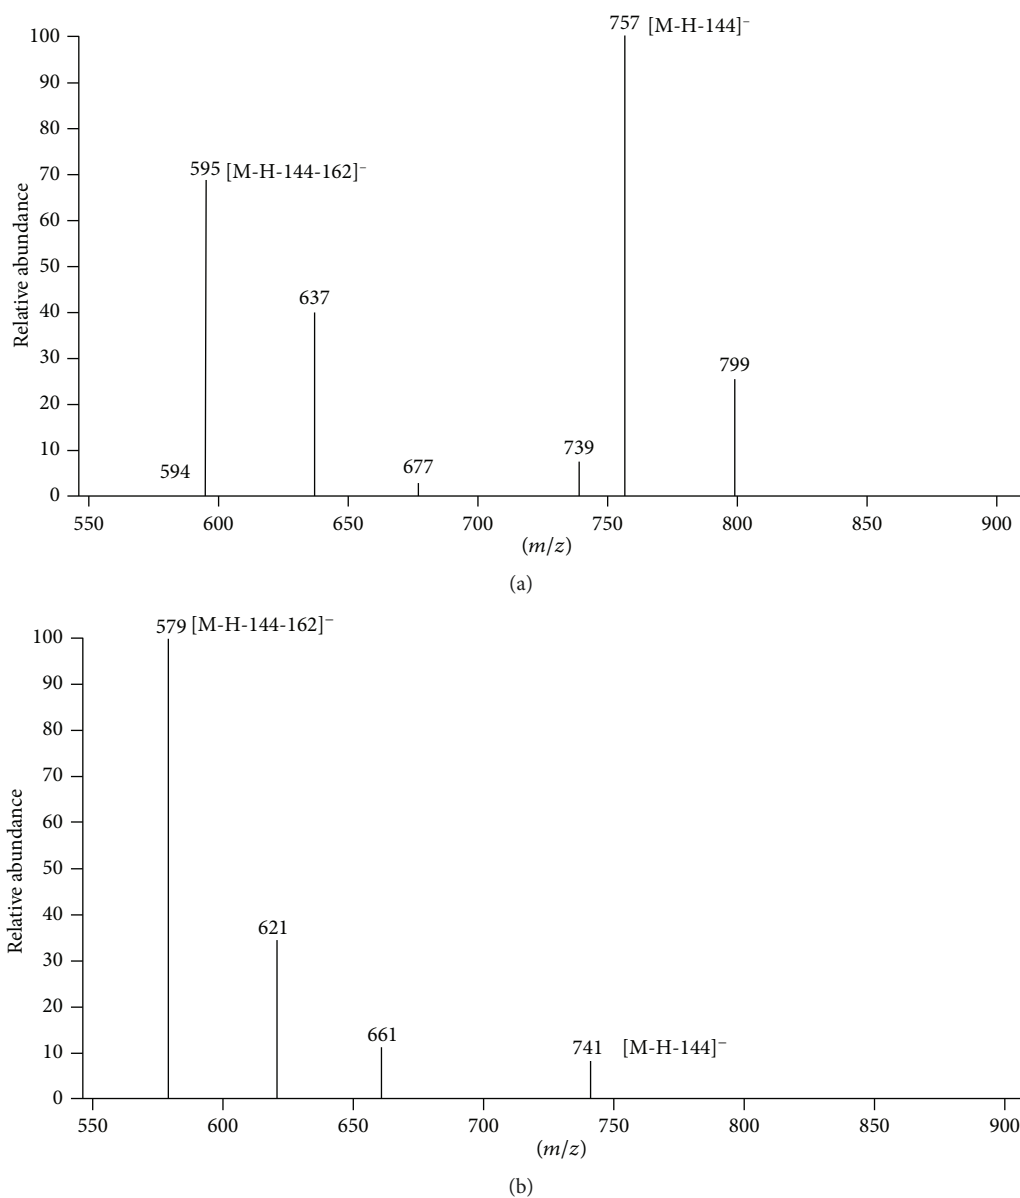 757 [M-H-144]⁻
100
90
80
70
60
50
40
30
20
10
0
Relative abundance
595 [M-H-144-162]⁻
637
799
739
677
594
550 600 650 700 750 800 850 900
(m/z)
(a)
579 [M-H-144-162]⁻
100
90
80
70
60
50
40
30
20
10
0
Relative abundance
621
661
741 [M-H-144]⁻
550 600 650 700 750 800 850 900
(m/z)
(b)